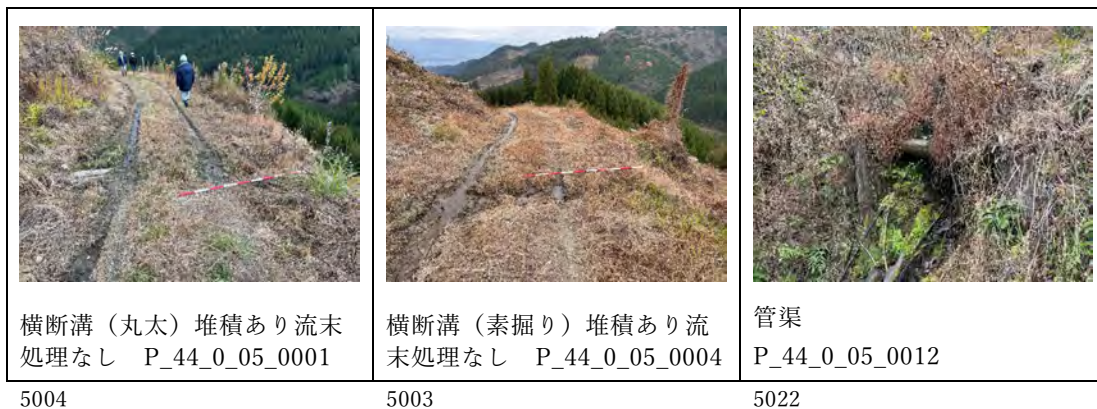 横断溝（丸太）堆積あり流末
処理なし　P_44_0_05_0001
横断溝（素掘り）堆積あり流
末処理なし　P_44_0_05_0004
管渠
P_44_0_05_0012
5004
5003
5022